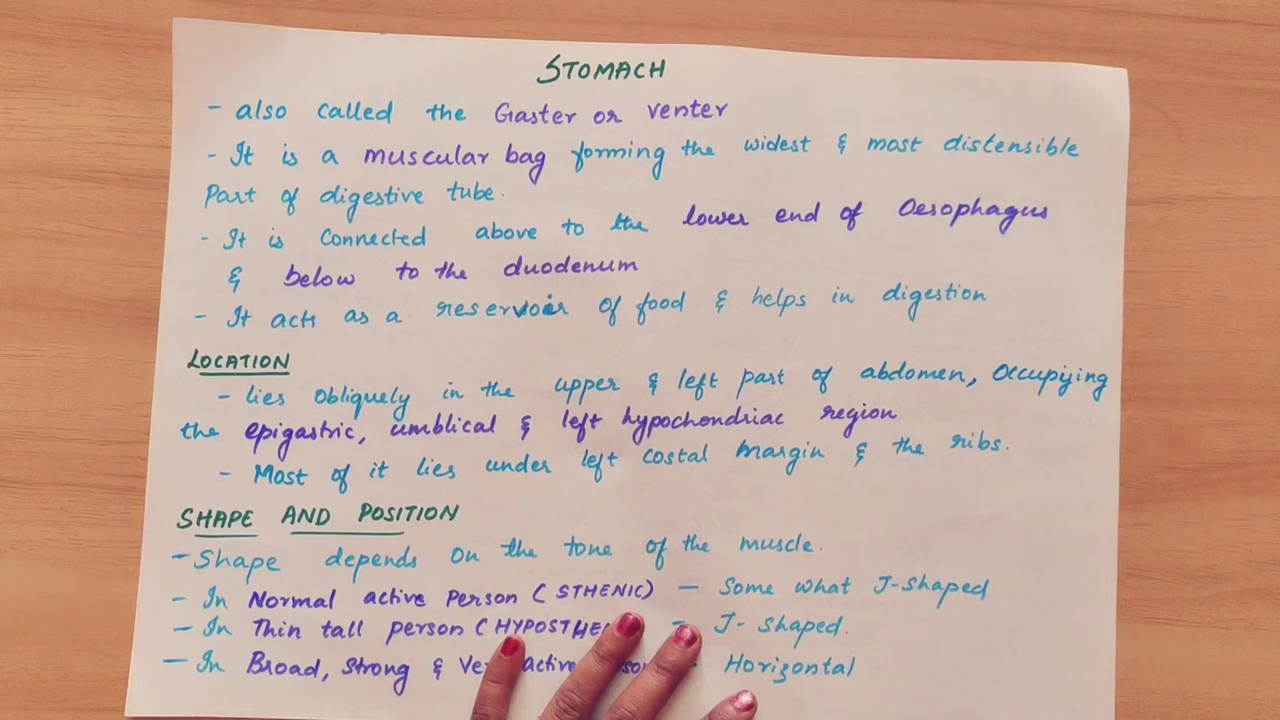 STOMACH
- also called the Gaster or venter
- It is a muscular bag forming the widest & most distensible
Part of digestive tube.
- It is Connected above to the lower end of Oesophagus
& below to the duodenum
- It acts as a reservoir of food & helps in digestion
LOCATION
- lies obliquely in the upper & left part of abdomen, Occupying
the epigastric, umblical & left hypochondriac region
- Most of it lies under left costal margin & the ribs.
SHAPE AND POSITION
- Shape depends on the tone of the muscle.
- In Normal active Person (STHENIC) - Some what J-shaped
- In Thin tall person ( - J-shaped.
- In Broad, Strong & active - Horizontal